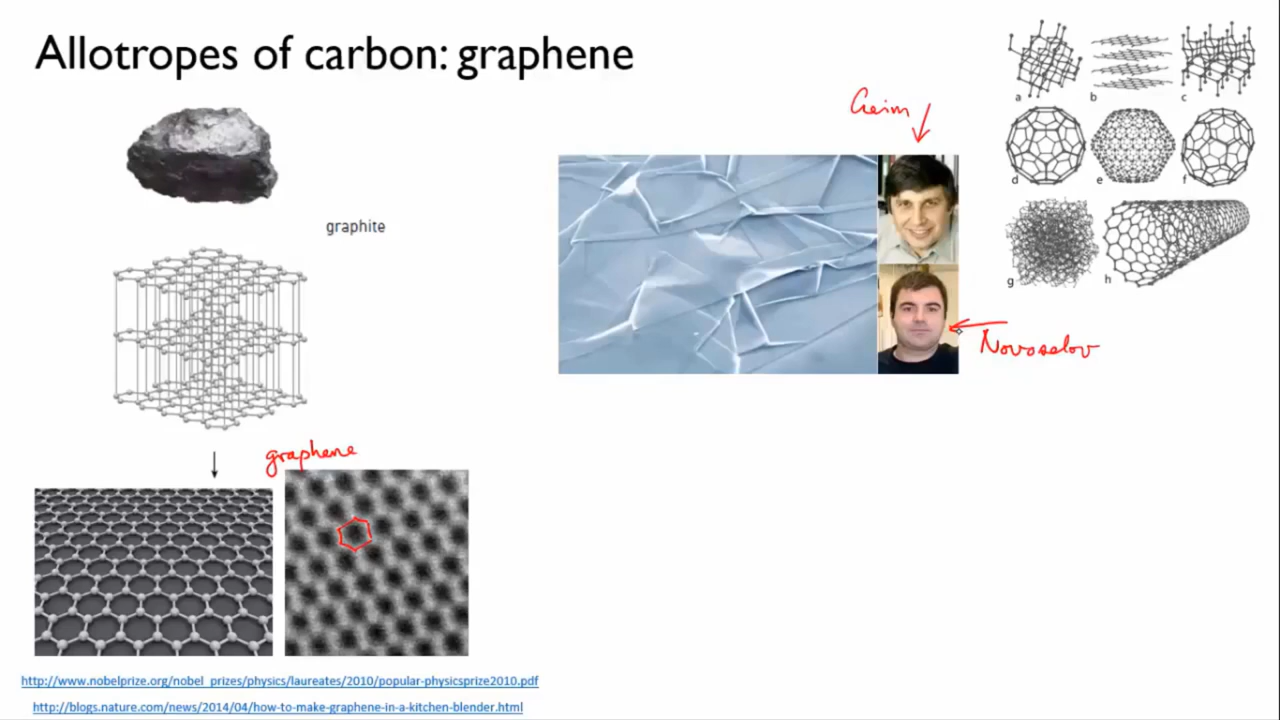 Allotropes of carbon: graphene
Geim
a
b
c
d
e
f
graphite
g
h
Novoselov
graphene
http://www.nobelprize.org/nobel_prizes/physics/laureates/2010/popular-physicsprize2010.pdf
http://blogs.nature.com/news/2014/04/how-to-make-graphene-in-a-kitchen-blender.html